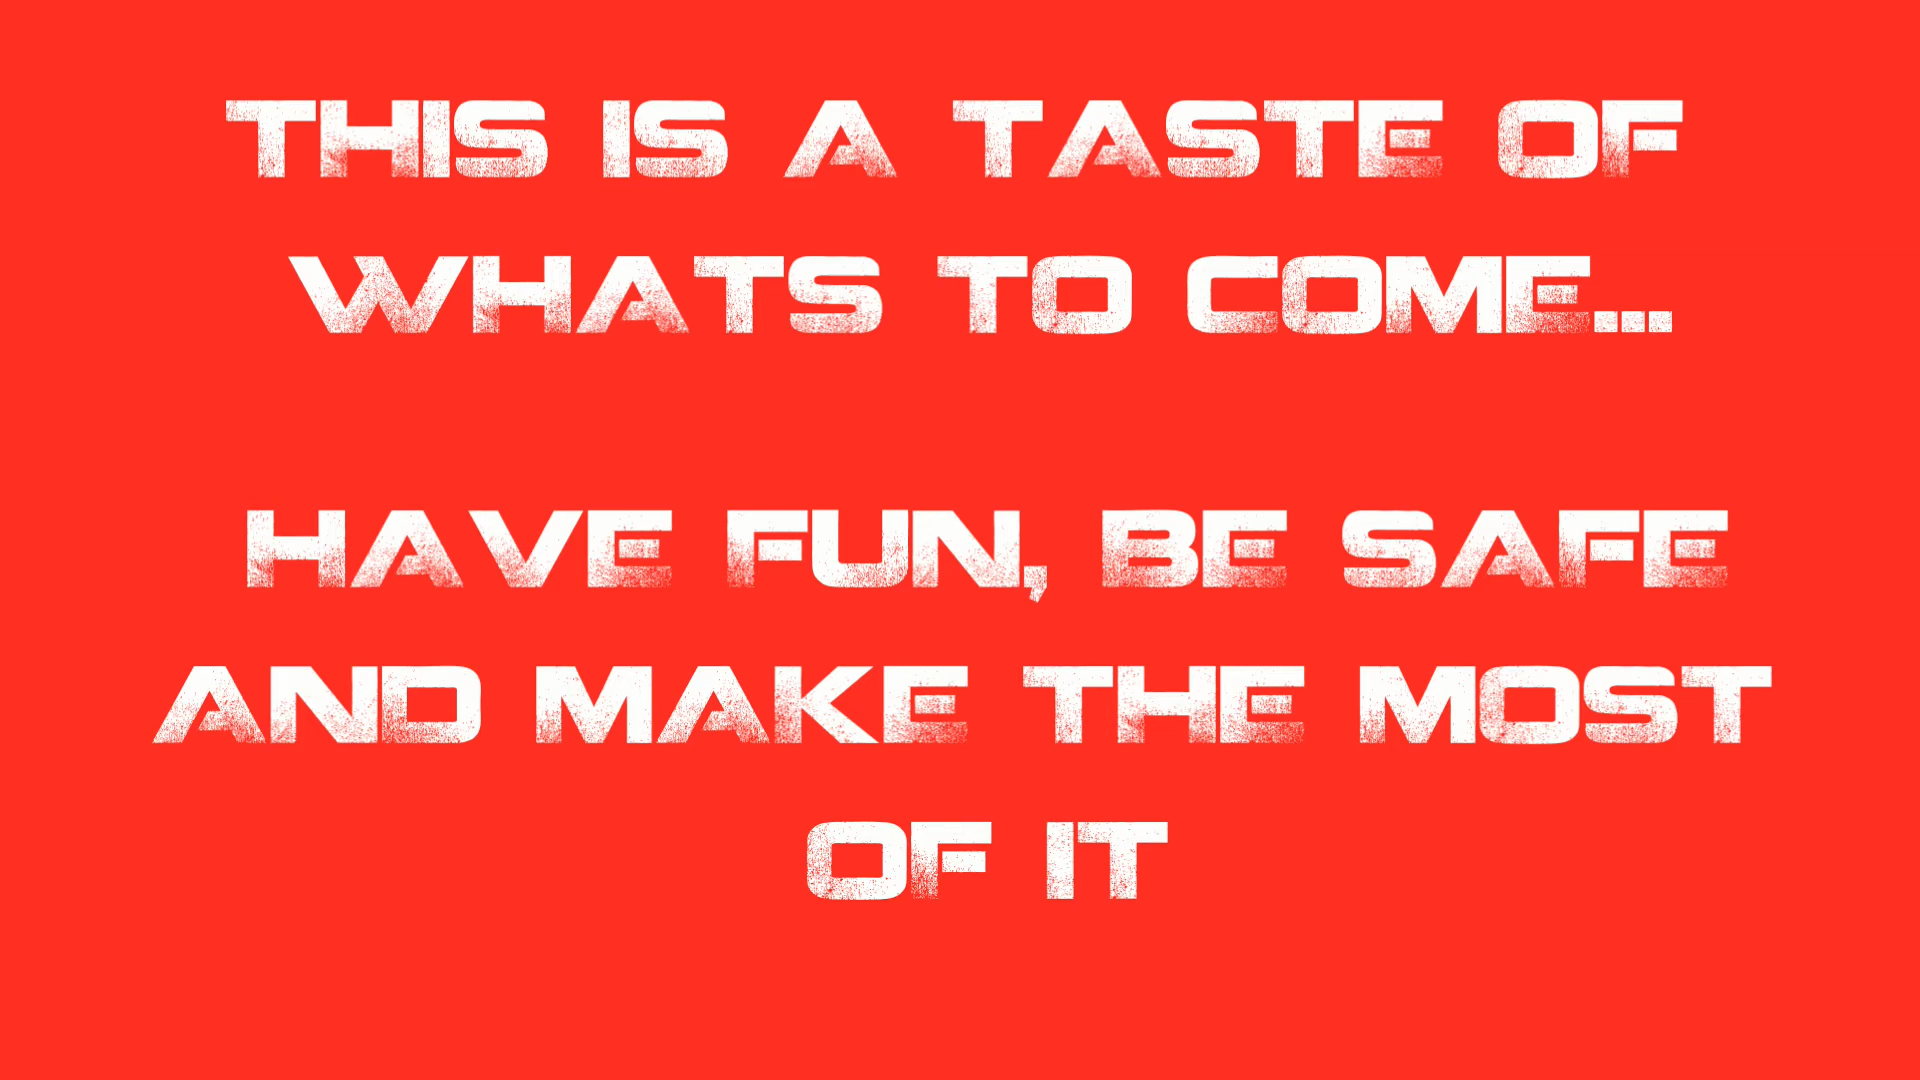 THIS IS A TASTE OF
WHATS TO COME...
HAVE FUN, BE SAFE
AND MAKE THE MOST
OF IT